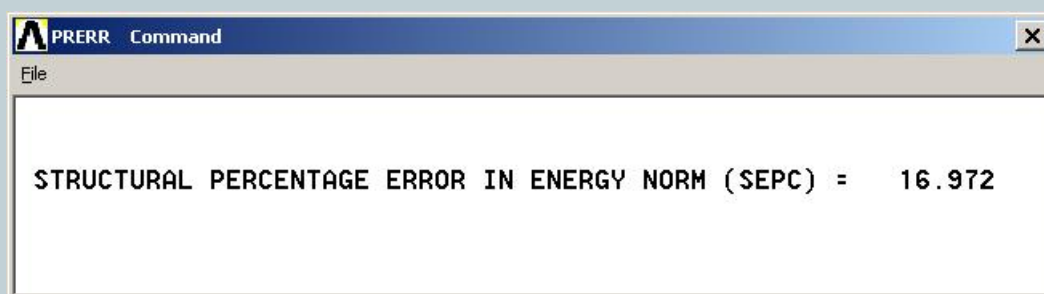 PRERR Command
File
STRUCTURAL PERCENTAGE ERROR IN ENERGY NORM (SEPC) = 16.972